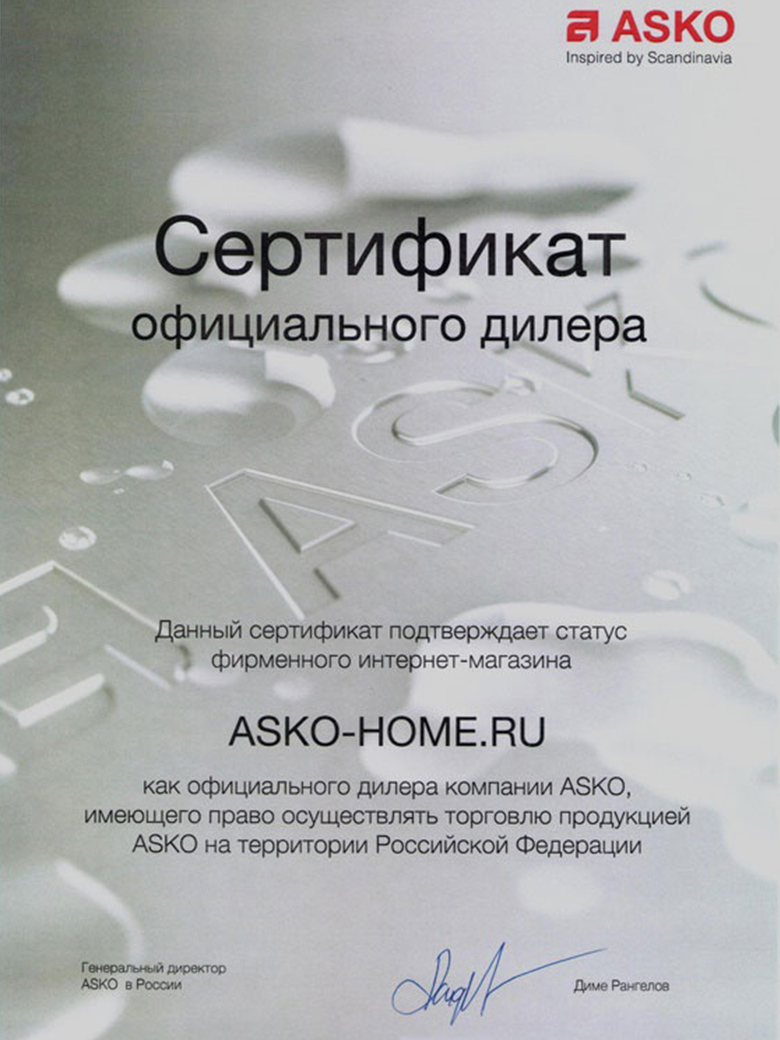 ASKO
Inspired by Scandinavia
Сертификат
официального дилера
ASKO
Данный сертификат подтверждает статус
фирменного интернет-магазина
ASKO-HOME.RU
как официального дилера компании ASKO,
имеющего право осуществлять торговлю продукцией
ASKO на территории Российской Федерации
Генеральный директор
ASKO в России
Диме Рангелов